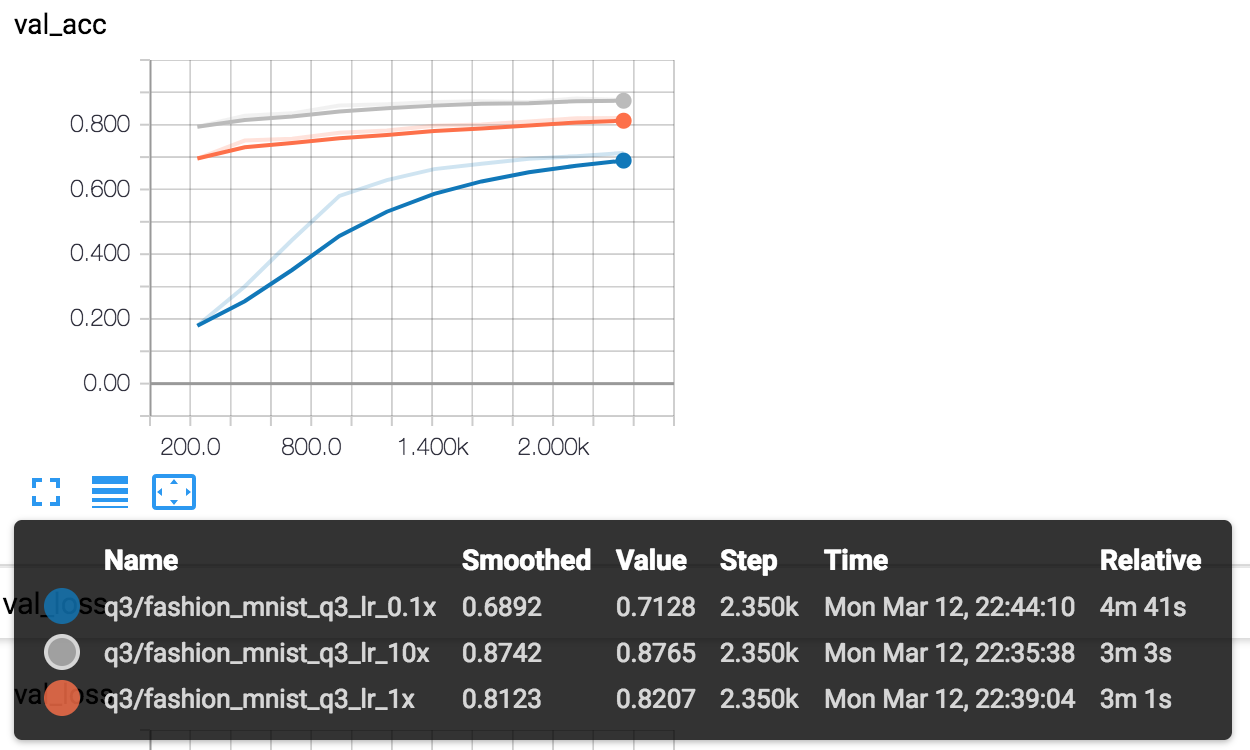 val_acc
0.800
0.600
0.400
0.200
0.00
200.0 800.0 1.400k 2.000k
Name Smoothed Value Step Time Relative
val_loss
q3/fashion_mnist_q3_lr_0.1x 0.6892 0.7128 2.350k Mon Mar 12, 22:44:10 4m 41s
q3/fashion_mnist_q3_lr_10x 0.8742 0.8765 2.350k Mon Mar 12, 22:35:38 3m 3s
val_loss
q3/fashion_mnist_q3_lr_1x 0.8123 0.8207 2.350k Mon Mar 12, 22:39:04 3m 1s